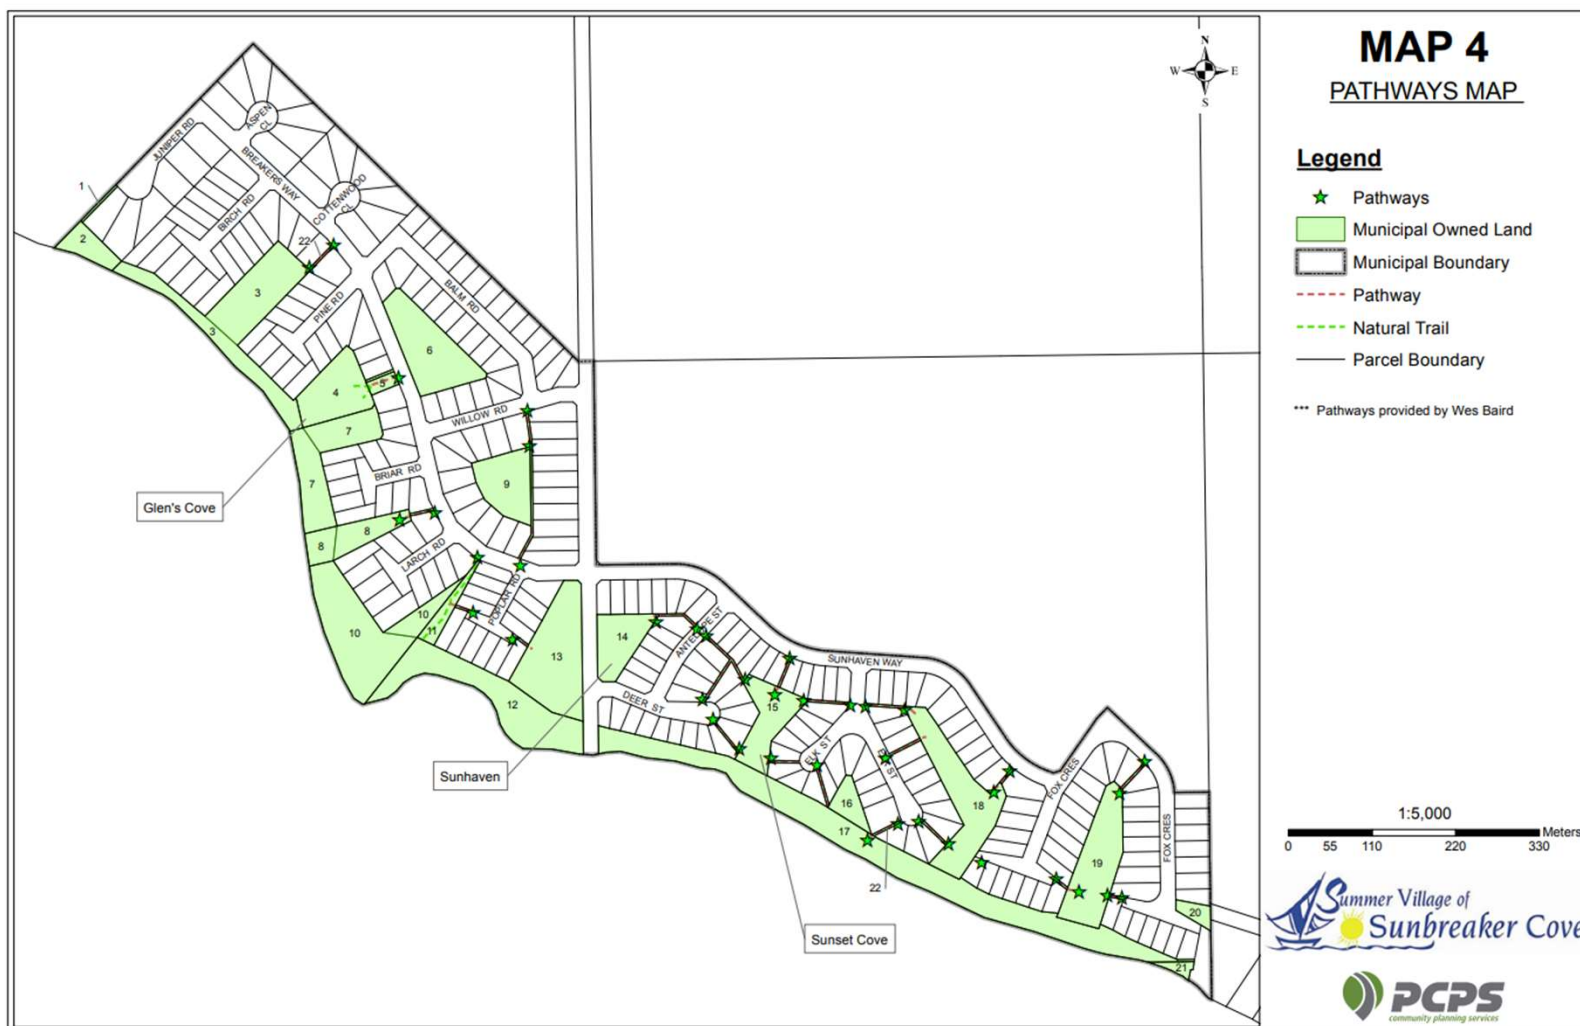 MAP 4
PATHWAYS MAP
N
W
E
S
Legend
Pathways
Municipal Owned Land
Municipal Boundary
Pathway
Natural Trail
Parcel Boundary
*** Pathways provided by Wes Baird
JUNIPER RD
ASPEN
CL
BREAKERS WAY
BIRCH RD
COTTENWOOD
CL
1
2
22
3
PINE RD
BALM RD
3
6
4
5
WILLOW RD
7
BRIAR RD
9
7
Glen's Cove
8
8
LARCH RD
POPLAR RD
10
10
11
13
14
ANTELOPE ST
SUNHAVEN WAY
12
DEER ST
15
ELK ST
ELK ST
Sunhaven
16
17
18
FOX CRES
FOX CRES
19
22
20
Sunset Cove
21
1:5,000
Meters
0 55 110 220 330
Summer Village of
Sunbreaker Cove
PCPS
community planning services